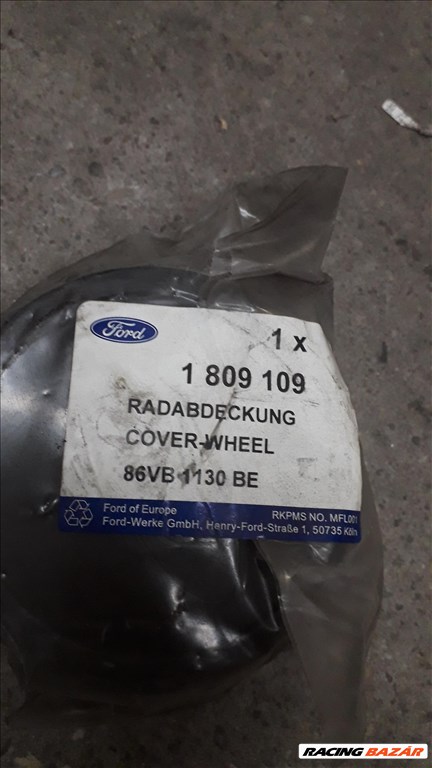 Ford
1 x
1 809 109
RADABDECKUNG
COVER-WHEEL
86VB 1130 BE
Ford of Europe
RKPMS NO. MFL001
Ford-Werke GmbH, Henry-Ford-Straße 1, 50735 Köln
RACING BAZÁR